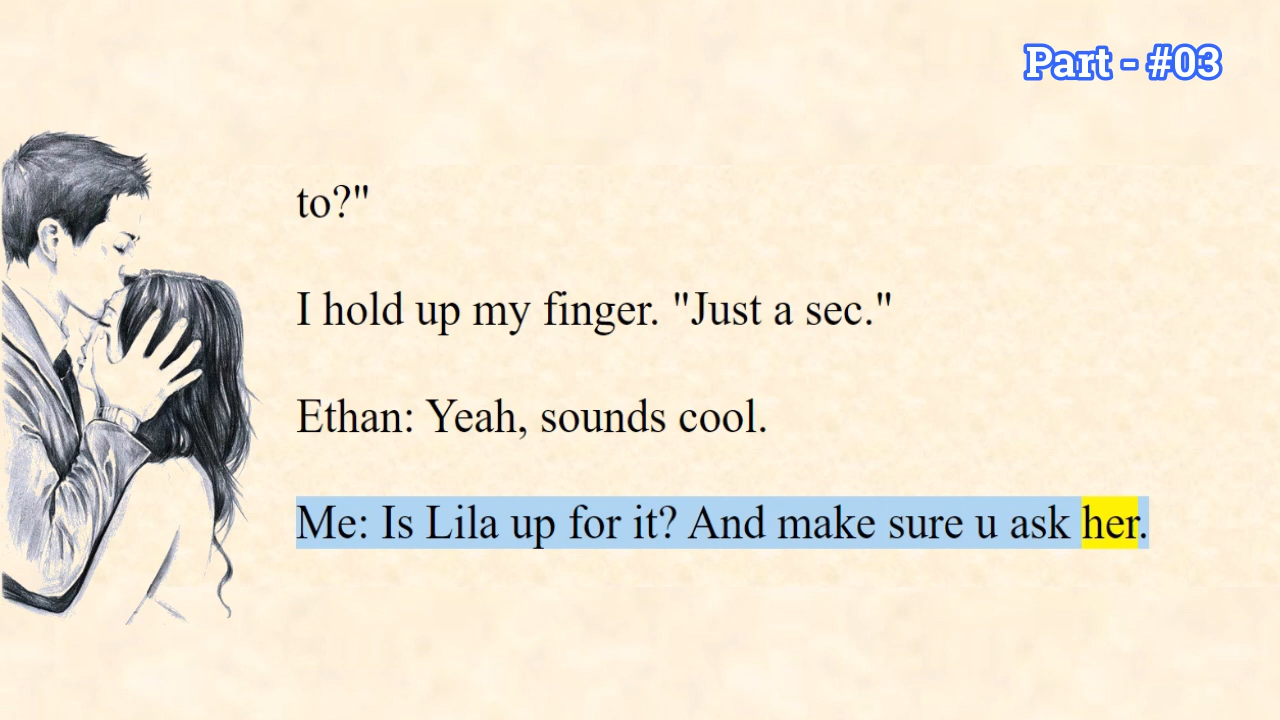 Part - #03
to?"
I hold up my finger. "Just a sec."
Ethan: Yeah, sounds cool.
Me: Is Lila up for it? And make sure u ask her.